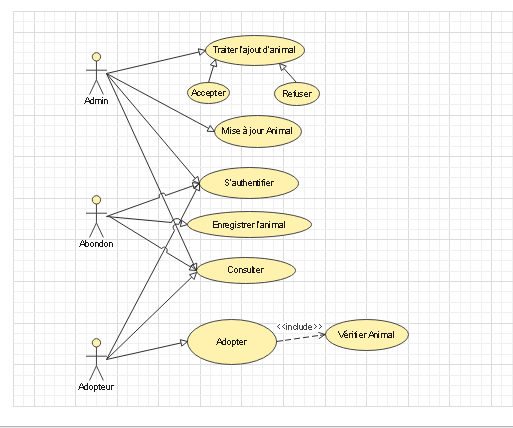 Traiter l'ajout d'animal
Admin
Accepter
Refuser
Mise à jour Animal
S'authentifier
Abondon
Enregistrer l'animal
Consulter
<<include>>
Adopter
Vérifier Animal
Adopteur